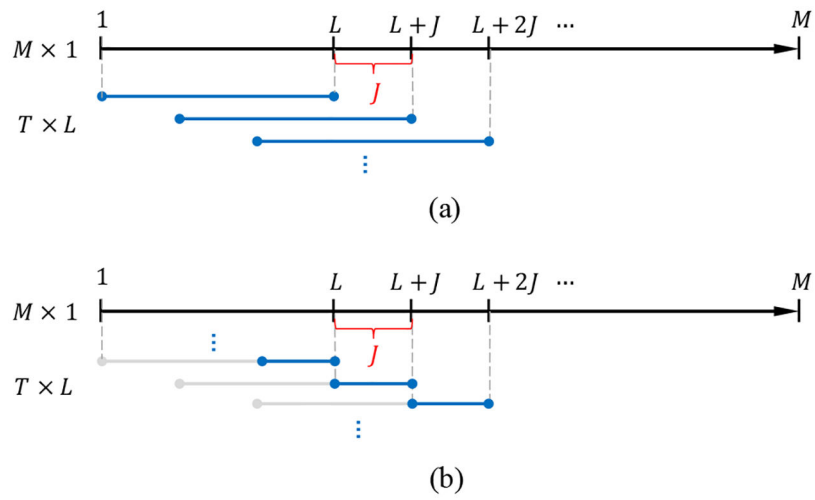 1 L L + J L + 2J ··· M
M × 1
J
T × L
⋮
(a)
1 L L + J L + 2J ··· M
M × 1
⋮
J
T × L
⋮
(b)